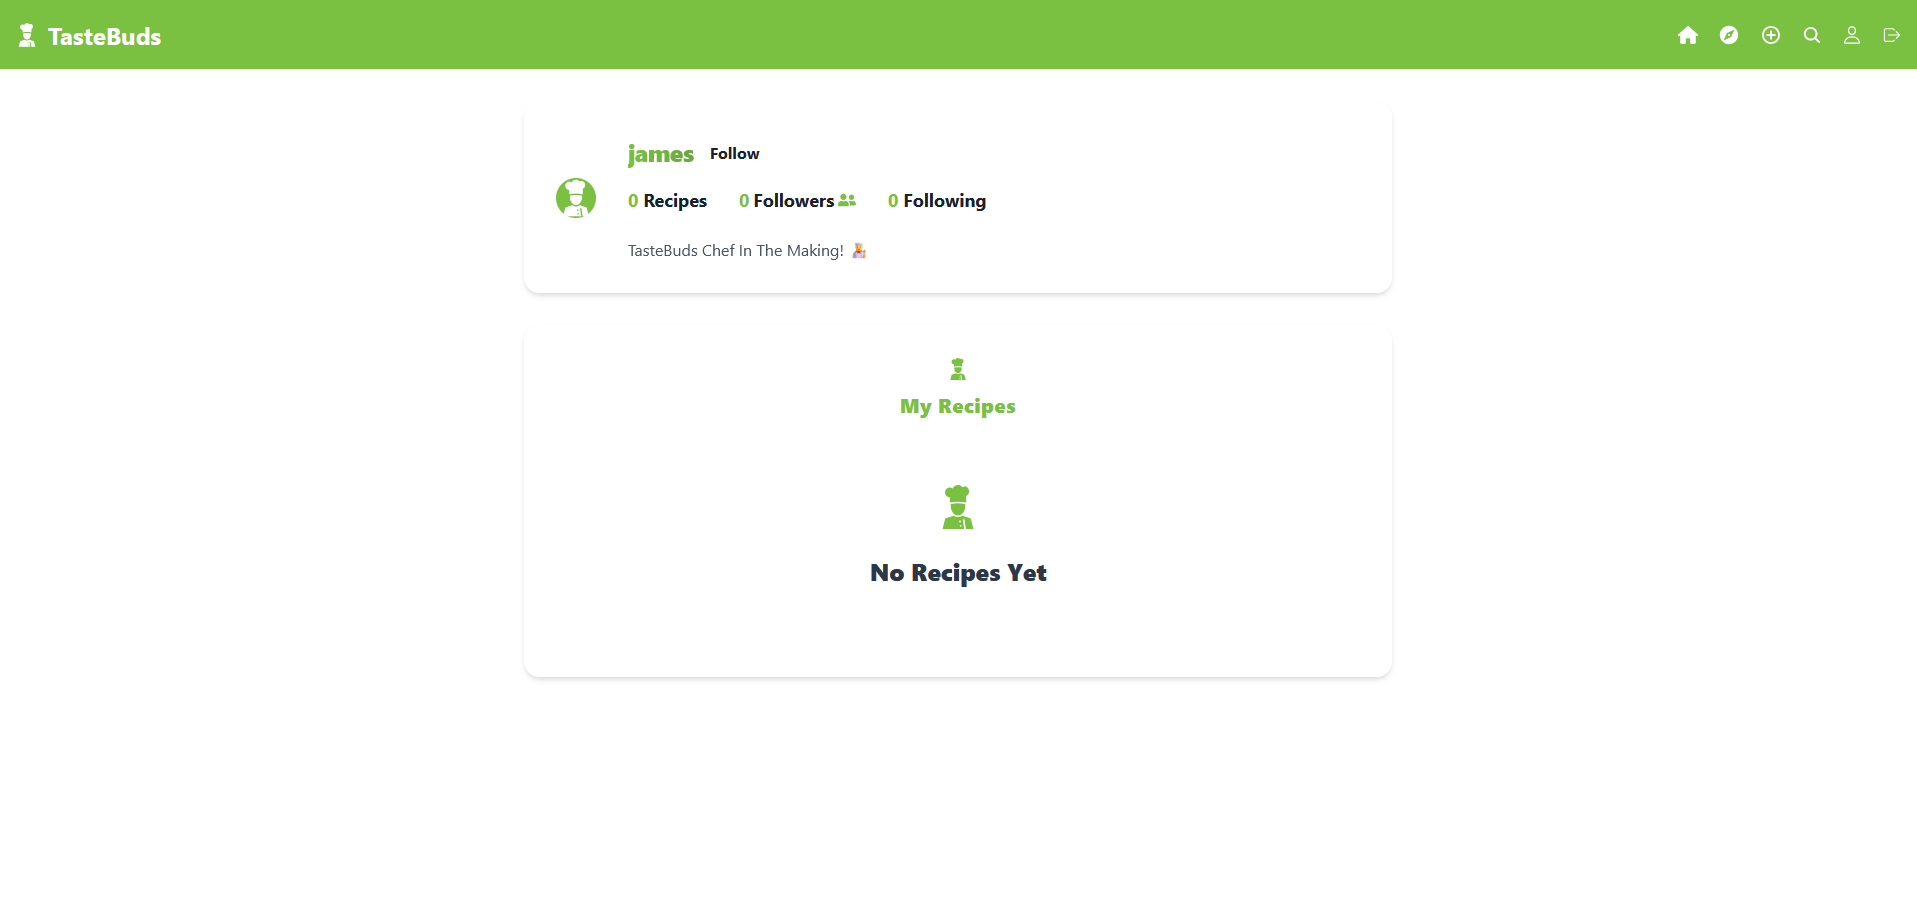 TasteBuds
james Follow
0 Recipes 0 Followers 0 Following
TasteBuds Chef In The Making! 🧑‍🍳
My Recipes
No Recipes Yet